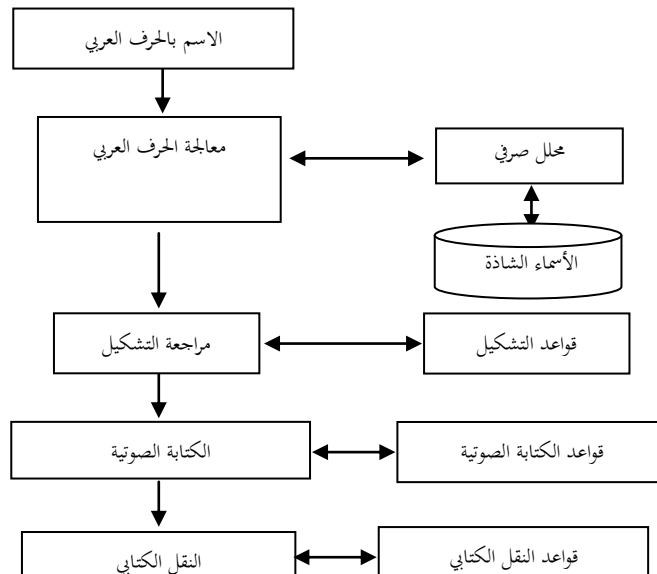 الاسم بالحرف العربي
معالجة الحرف العربي
محلل صرفي
الأسماء الشاذة
مراجعة التشكيل
قواعد التشكيل
الكتابة الصوتية
قواعد الكتابة الصوتية
النقل الكتابي
قواعد النقل الكتابي